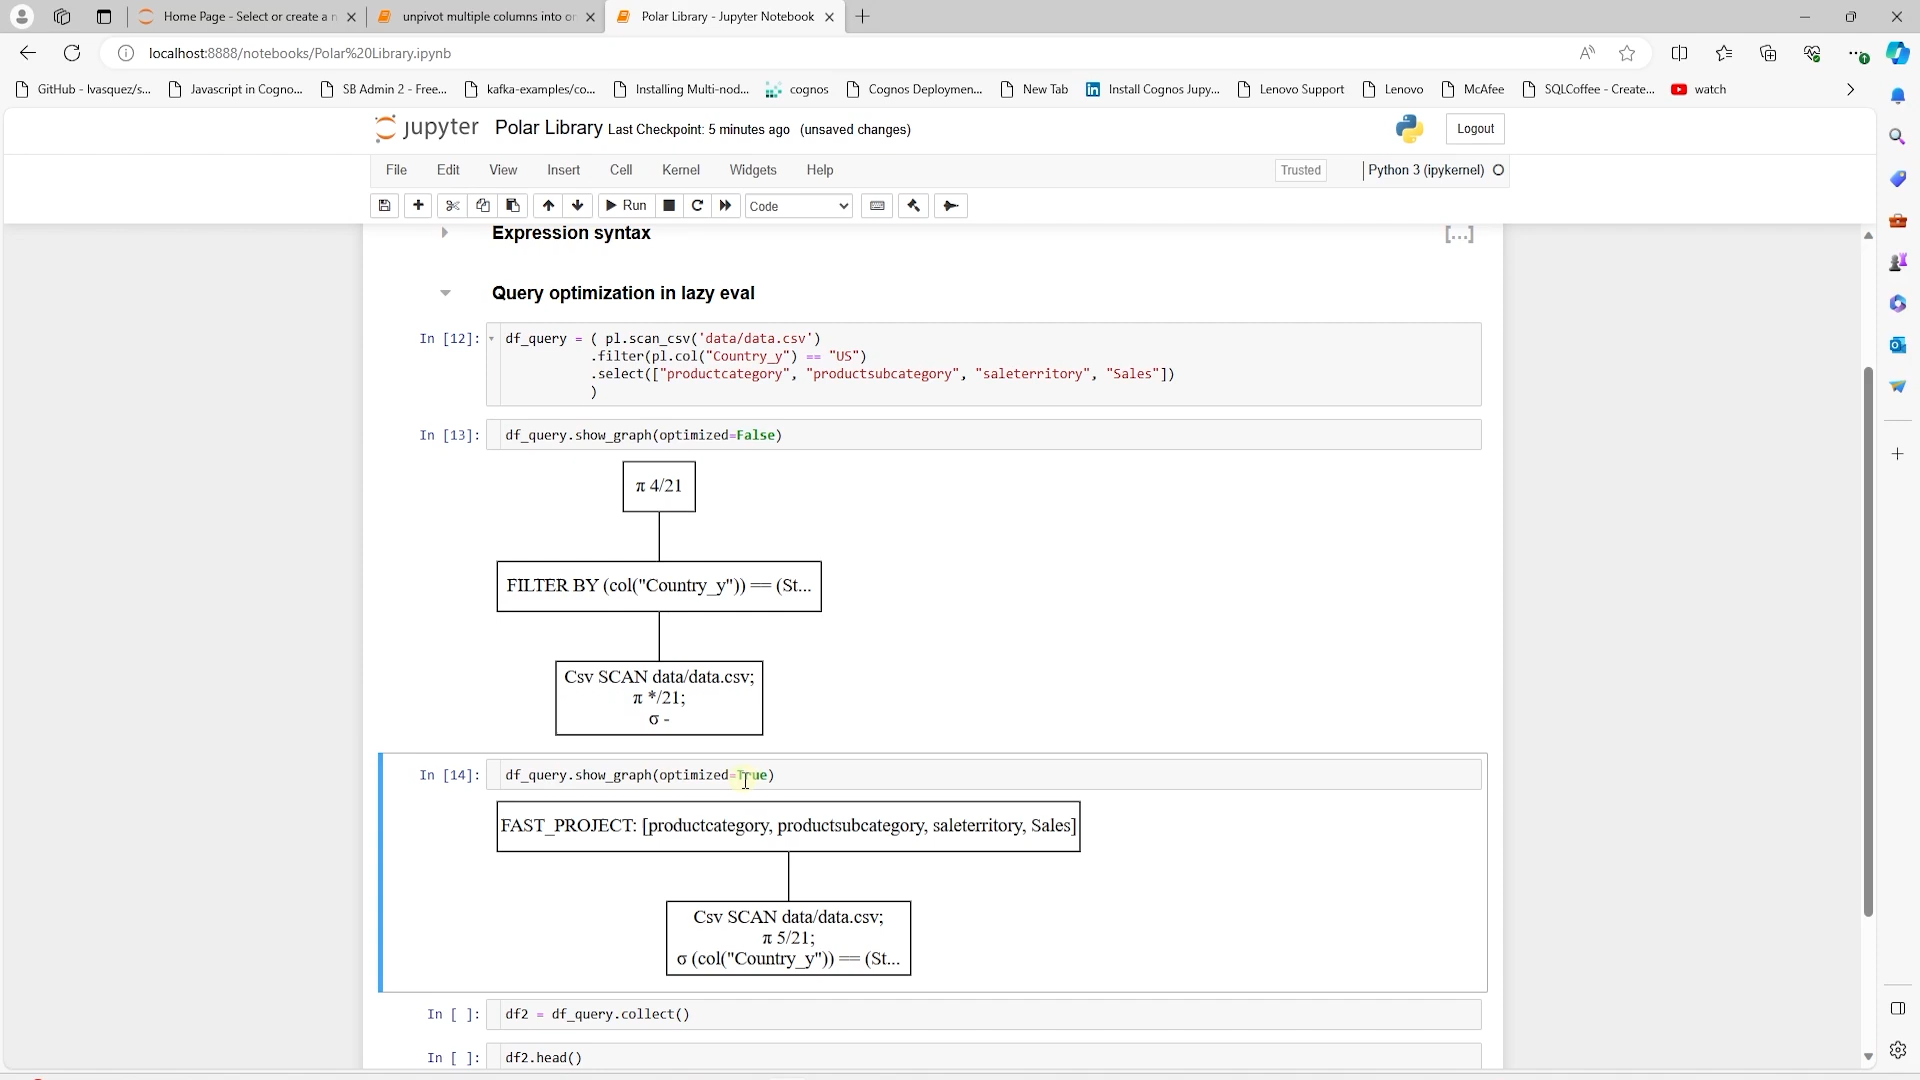 Home Page - Select or create a n
unpivot multiple columns into or
Polar Library - Jupyter Notebook
localhost:8888/notebooks/Polar%20Library.ipynb
GitHub - lvasquez/s...
Javascript in Cogno...
SB Admin 2 - Free...
kafka-examples/co...
Installing Multi-nod...
cognos
Cognos Deploymen...
New Tab
Install Cognos Jupy...
Lenovo Support
Lenovo
McAfee
SQLCoffee - Create...
watch
jupyter Polar Library Last Checkpoint: 5 minutes ago (unsaved changes)
Logout
File Edit View Insert Cell Kernel Widgets Help
Trusted
Python 3 (ipykernel)
Run
Code
Expression syntax
[...]
Query optimization in lazy eval
In [12]: df_query = ( pl.scan_csv('data/data.csv')
.filter(pl.col("Country_y") == "US")
.select(["productcategory", "productsubcategory", "saleterritory", "Sales"])
)
In [13]: df_query.show_graph(optimized=False)
π 4/21
FILTER BY (col("Country_y")) == (St...
Csv SCAN data/data.csv;
π */21;
σ -
In [14]: df_query.show_graph(optimized=True)
FAST_PROJECT: [productcategory, productsubcategory, saleterritory, Sales]
Csv SCAN data/data.csv;
π 5/21;
σ (col("Country_y")) == (St...
In [ ]: df2 = df_query.collect()
In [ ]: df2.head()